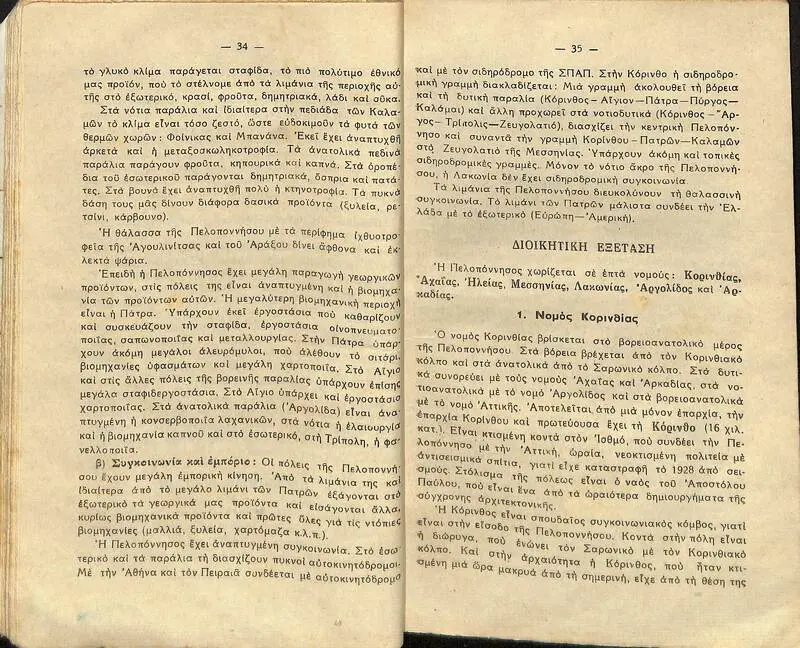 — 34 —
τὸ γλυκὸ κλίμα παράγεται σταφίδα, τὸ πιὸ πολύτιμο ἐθνικό
μας προϊόν, ποὺ τὸ στέλνομε ἀπὸ τὰ λιμάνια τῆς περιοχῆς αὐ-
τῆς στὸ ἐξωτερικό, κρασί, φροῦτα, δημητριακά, λάδι καὶ σῦκα.
Στὰ νότια παράλια καὶ ἰδιαίτερα στὴν πεδιάδα τῶν Καλα-
μῶν τὸ κλίμα εἶναι τόσο ζεστό, ὥστε εὐδοκιμοῦν τὰ φυτὰ τῶν
θερμῶν χωρῶν : Φοίνικας καὶ Μπανάνα. Ἐκεῖ ἔχει ἀναπτυχθῆ
ἀρκετὰ καὶ ἡ μεταξοσκωληκοτροφία. Τὰ ἀνατολικὰ πεδινὰ
παράλια παράγουν φροῦτα, κηπουρικὰ καὶ καπνά. Στὰ ὀροπέ-
δια τοῦ ἐσωτερικοῦ παράγονται δημητριακά, ὄσπρια καὶ πατά-
τες. Στὰ βουνὰ ἔχει ἀναπτυχθῆ πολὺ ἡ κτηνοτροφία. Τὰ πυκνὰ
δάση τους μᾶς δίνουν διάφορα δασικὰ προϊόντα (ξυλεία, ρε-
τσίνι, κάρβουνο).
Ἡ θάλασσα τῆς Πελοποννήσου μὲ τὰ περίφημα ἰχθυοτρο-
φεῖα τῆς Ἀγουλινίτσας καὶ τοῦ Ἀράξου δίνει ἄφθονα καὶ ἐκ-
λεκτὰ ψάρια.
Ἐπειδὴ ἡ Πελοπόννησος ἔχει μεγάλη παραγωγὴ γεωργικῶν
προϊόντων, στὶς πόλεις της εἶναι ἀναπτυγμένη καὶ ἡ βιομηχα-
νία τῶν προϊόντων αὐτῶν. Ἡ μεγαλύτερη βιομηχανικὴ περιοχὴ
εἶναι ἡ Πάτρα. Ὑπάρχουν ἐκεῖ ἐργοστάσια ποὺ καθαρίζουν
καὶ συσκευάζουν τὴν σταφίδα, ἐργοστάσια οἰνοπνευματο-
ποιΐας, σαπωνοποιΐας καὶ μεταλλουργίας. Στὴν Πάτρα ὑπάρ-
χουν ἀκόμη μεγάλοι ἀλευρόμυλοι, ποὺ ἀλέθουν τὸ σιτάρι,
βιομηχανίες ὑφασμάτων καὶ μεγάλη χαρτοποιΐα. Στὸ Αἴγιο
καὶ στὶς ἄλλες πόλεις τῆς βορεινῆς παραλίας ὑπάρχουν ἐπίσης
μεγάλα σταφιδεργοστάσια. Στὸ Αἴγιο ὑπάρχει καὶ ἐργοστάσιο
χαρτοποιΐας. Στὰ ἀνατολικὰ παράλια (Ἀργολίδα) εἶναι ἀνα-
πτυγμένη ἡ κονσερβοποιΐα λαχανικῶν, στὰ νότια ἡ ἐλαιουργία
καὶ ἡ βιομηχανία καπνοῦ καὶ στὸ ἐσωτερικό, στὴ Τρίπολη, ἡ φα-
νελλοποιΐα.
β) Συγκοινωνία καὶ ἐμπόριο : Οἱ πόλεις τῆς Πελοποννή-
σου ἔχουν μεγάλη ἐμπορικὴ κίνηση. Ἀπὸ τὰ λιμάνια της καὶ
ἰδιαίτερα ἀπὸ τὸ μεγάλο λιμάνι τῶν Πατρῶν ἐξάγονται στὸ
ἐξωτερικὸ τὰ γεωργικά μας προϊόντα καὶ εἰσάγονται ἄλλα,
κυρίως βιομηχανικὰ προϊόντα καὶ πρῶτες ὗλες γιὰ τὶς ντόπιες
βιομηχανίες (μαλλιά, ξυλεία, χαρτόμαζα κ.λ.π.).
Ἡ Πελοπόννησος ἔχει ἀναπτυγμένη συγκοινωνία. Στὸ ἐσω-
τερικὸ καὶ τὰ παράλια τὴ διασχίζουν πυκνοὶ αὐτοκινητόδρομοι.
Μὲ τὴν Ἀθήνα καὶ τὸν Πειραιᾶ συνδέεται μὲ αὐτοκινητόδρομο
— 35 —
καὶ μὲ τὸν σιδηρόδρομο τῆς ΣΠΑΠ. Στὴν Κόρινθο ἡ σιδηροδρο-
μικὴ γραμμὴ διακλαδίζεται : Μιὰ γραμμὴ ἀκολουθεῖ τὴ βόρεια
καὶ τὴ δυτικὴ παραλία (Κόρινθος – Αἴγιον – Πάτρα – Πύργος –
Καλάμαι) καὶ ἄλλη προχωρεῖ στὰ νοτιοδυτικὰ (Κόρινθος – Ἄρ-
γος – Τρίπολις – Ζευγολατιό), διασχίζει τὴν κεντρικὴ Πελοπόν-
νησο καὶ συναντᾶ τὴν γραμμὴ Κορίνθου – Πατρῶν – Καλαμῶν
στὸ Ζευγολατιὸ τῆς Μεσσηνίας. Ὑπάρχουν ἀκόμη καὶ τοπικὲς
σιδηροδρομικὲς γραμμές. Μόνον τὸ νότιο ἄκρο τῆς Πελοποννή-
σου, ἡ Λακωνία δὲν ἔχει σιδηροδρομικὴ συγκοινωνία
Τὰ λιμάνια τῆς Πελοποννήσου διευκολύνουν τὴ θαλασσινὴ
συγκοινωνία. Τὸ λιμάνι τῶν Πατρῶν μάλιστα συνδέει τὴν Ἑλ-
λάδα μὲ τὸ ἐξωτερικὸ (Εὐρώπη – Ἀμερική).
ΔΙΟΙΚΗΤΙΚΗ ΕΞΕΤΑΣΗ
Ἡ Πελοπόννησος χωρίζεται σὲ ἑπτὰ νομούς : Κορινθίας,
Ἀχαΐας, Ἠλείας, Μεσσηνίας, Λακωνίας, Ἀργολίδος καὶ Ἀρ-
καδίας.
1. Νομὸς Κορινθίας
Ὁ νομὸς Κορινθίας βρίσκεται στὸ βορειοανατολικὸ μέρος
τῆς Πελοποννήσου. Στὰ βόρεια βρέχεται ἀπὸ τὸν Κορινθιακὸ
κόλπο καὶ στὰ ἀνατολικὰ ἀπὸ τὸ Σαρωνικὸ κόλπο. Στὰ δυτι-
κὰ συνορεύει μὲ τοὺς νομοὺς Ἀχαΐας καὶ Ἀρκαδίας, στὰ νο-
τιοανατολικὰ μὲ τὸ νομὸ Ἀργολίδος καὶ στὰ βορειοανατολικὰ
μὲ τὸ νομὸ Ἀττικῆς. Ἀποτελεῖται ἀπὸ μιὰ μόνον ἐπαρχία, τὴν
ἐπαρχία Κορίνθου καὶ πρωτεύουσα ἔχει τὴ Κόρινθο (16 χιλ.
κατ.). Εἶναι κτισμένη κοντὰ στὸν Ἰσθμό, ποὺ συνδέει τὴν Πε-
λοπόννησο μὲ τὴν Ἀττική, ὡραία, νεοκτισμένη πολιτεία μὲ
ἀντισεισμικὰ σπίτια, γιατὶ εἶχε καταστραφῆ τὸ 1928 ἀπὸ σει-
σμούς. Στόλισμα τῆς πόλεως εἶναι ὁ ναὸς τοῦ Ἀποστόλου
Παύλου, ποὺ εἶναι ἕνα ἀπὸ τὰ ὡραιότερα δημιουργήματα τῆς
σύγχρονης ἀρχιτεκτονικῆς.
Ἡ Κόρινθος εἶναι σπουδαῖος συγκοινωνιακὸς κόμβος, γιατὶ
εἶναι στὴν εἴσοδο τῆς Πελοποννήσου. Κοντὰ στὴν πόλη εἶναι
ἡ διώρυγα, ποὺ ἑνώνει τὸν Σαρωνικὸ μὲ τὸν Κορινθιακὸ
κόλπο. Καὶ στὴν ἀρχαιότητα ἡ Κόρινθος, ποὺ ἦταν κτι-
σμένη μιὰ ὥρα μακρυὰ ἀπὸ τὴ σημερινή, εἶχε ἀπὸ τὴ θέση της